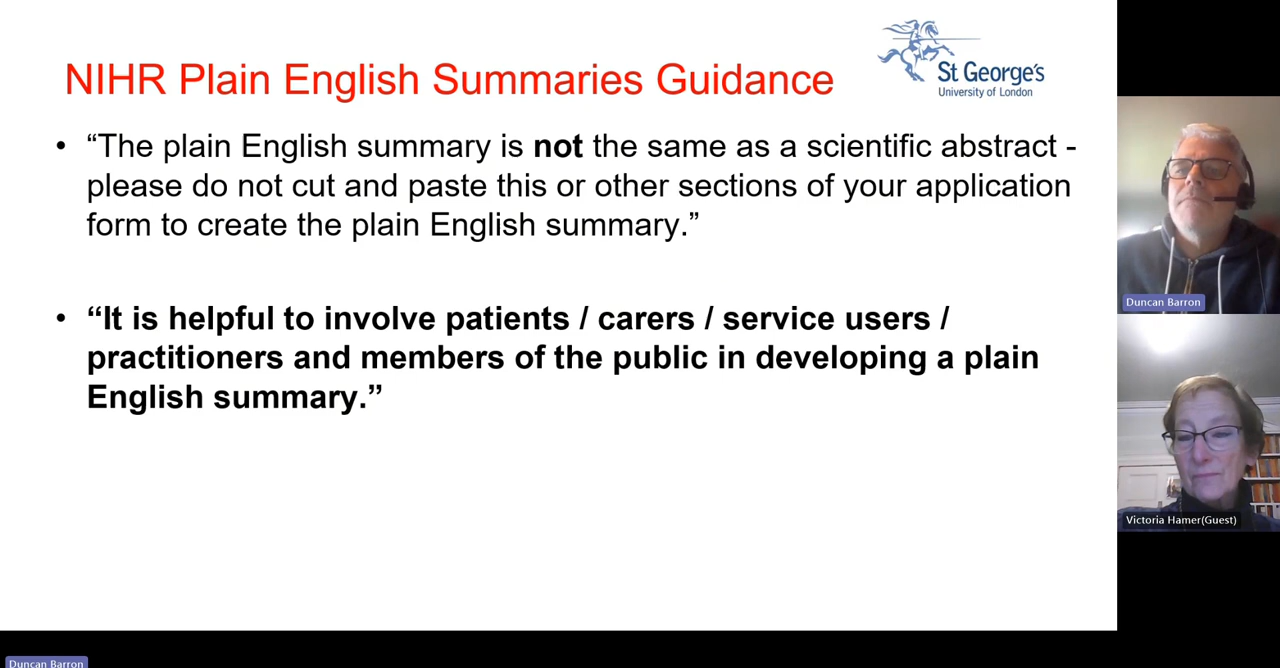 NIHR Plain English Summaries Guidance
St George's
University of London
• “The plain English summary is not the same as a scientific abstract -
please do not cut and paste this or other sections of your application
form to create the plain English summary.”
• “It is helpful to involve patients / carers / service users /
practitioners and members of the public in developing a plain
English summary.”
Duncan Barron
Victoria Hamer(Guest)
Duncan Barron